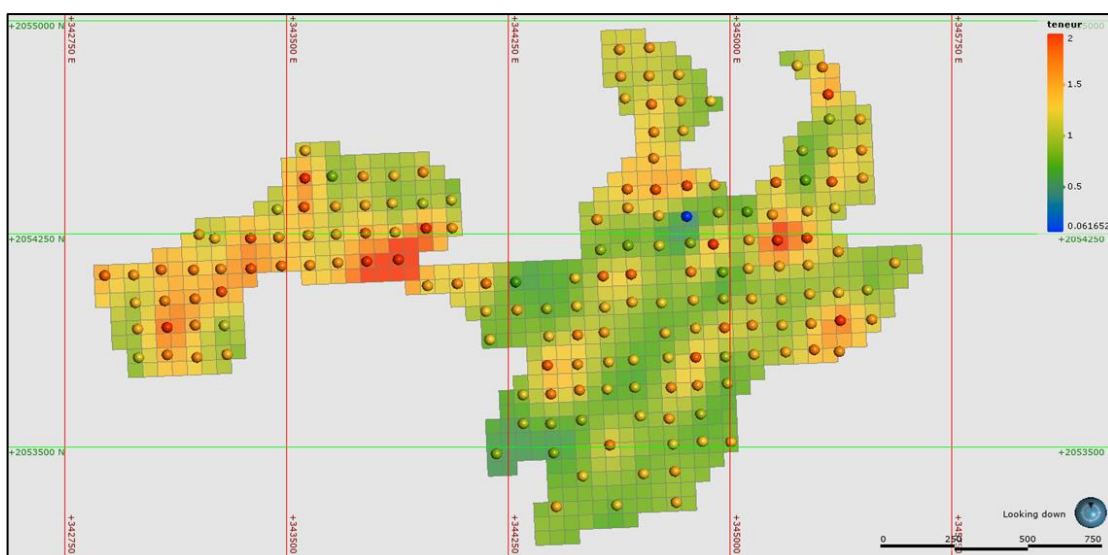 +2055000 N
+342750 E
+343500 E
+344250 E
+345000 E
+345750 E
teneur
2
1.5
1
0.5
0.061652
+2054250 N
+2054250 N
+2053500 N
+2053500 N
Looking down
0 250 500 750
+342750 E
+343500 E
+344250 E
+345000 E
+345750 E